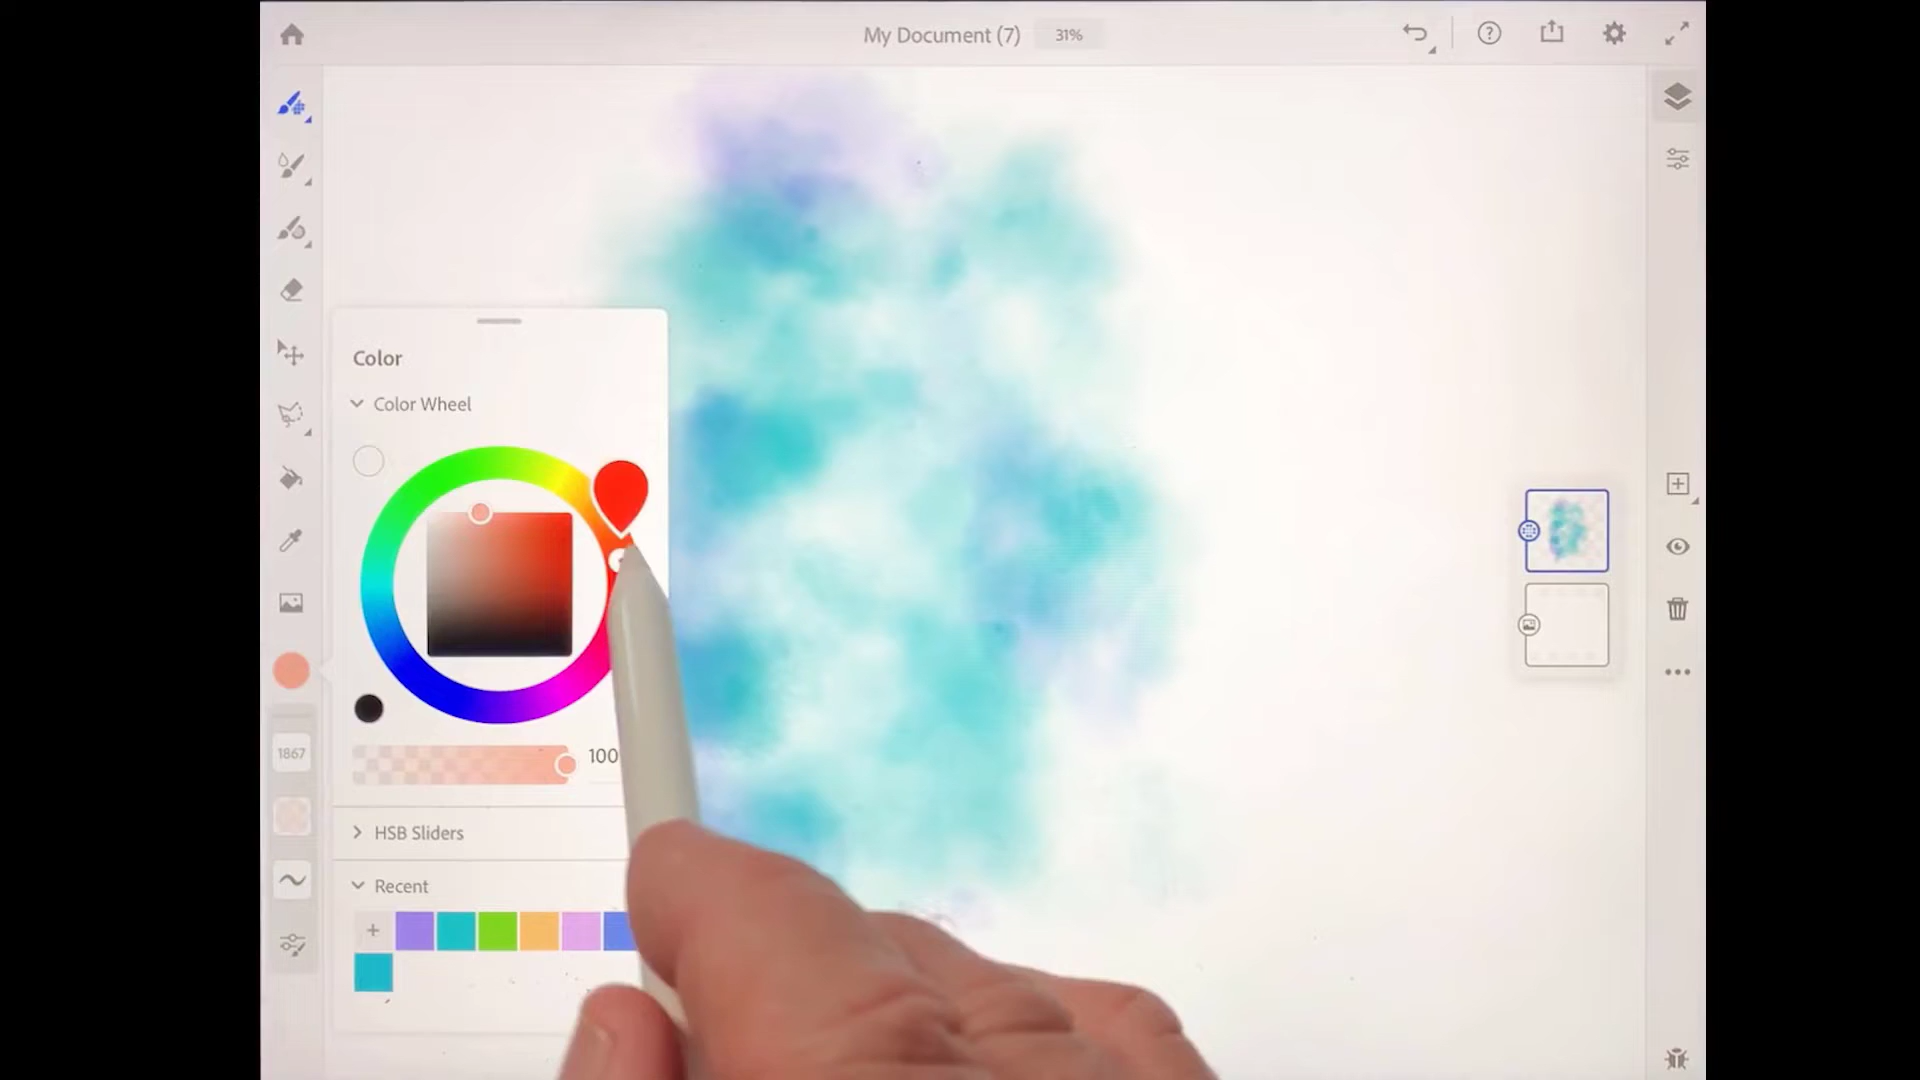 My Document (7)
31%
Color
Color Wheel
100
1867
HSB Sliders
Recent